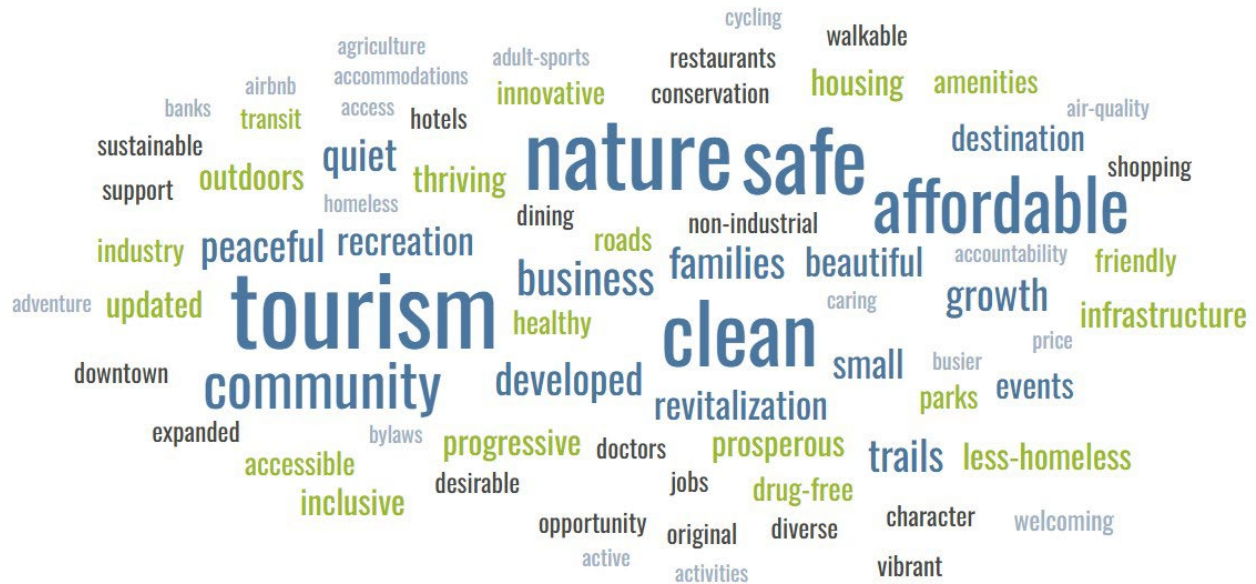 cycling
walkable
agriculture
adult-sports
restaurants
accommodations
airbnb
innovative
conservation
housing
amenities
banks
transit
access
hotels
air-quality
sustainable
quiet
nature
safe
destination
shopping
support
outdoors
thriving
homeless
dining
non-industrial
affordable
industry
peaceful
recreation
roads
families
beautiful
accountability
friendly
business
adventure
updated
tourism
healthy
clean
caring
growth
infrastructure
price
downtown
community
developed
small
busier
events
revitalization
parks
expanded
bylaws
progressive
doctors
prosperous
trails
less-homeless
accessible
desirable
jobs
drug-free
inclusive
opportunity
original
diverse
character
welcoming
active
activities
vibrant